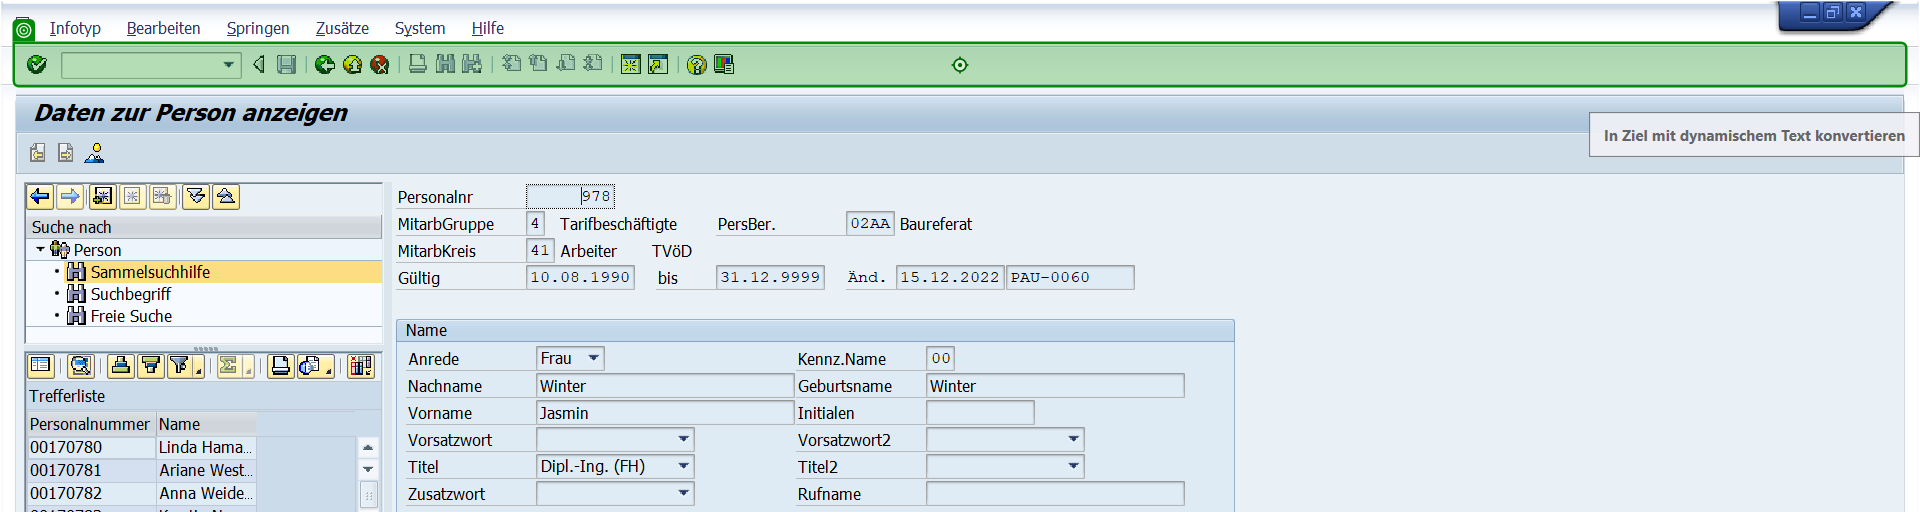 Infotyp Bearbeiten Springen Zusätze System Hilfe
Daten zur Person anzeigen
In Ziel mit dynamischem Text konvertieren
Suche nach
Person
Sammelsuchhilfe
Suchbegriff
Freie Suche
Trefferliste
Personalnummer Name
00170780 Linda Hama...
00170781 Ariane West...
00170782 Anna Weide...
Personalnr 978
MitarbGruppe 4 Tarifbeschäftigte PersBer. 02AA Baureferat
MitarbKreis 41 Arbeiter TVöD
Gültig 10.08.1990 bis 31.12.9999 Änd. 15.12.2022 PAU-0060
Name
Anrede Frau Kennz.Name 00
Nachname Winter Geburtsname Winter
Vorname Jasmin Initialen
Vorsatzwort Vorsatzwort2
Titel Dipl.-Ing. (FH) Titel2
Zusatzwort Rufname